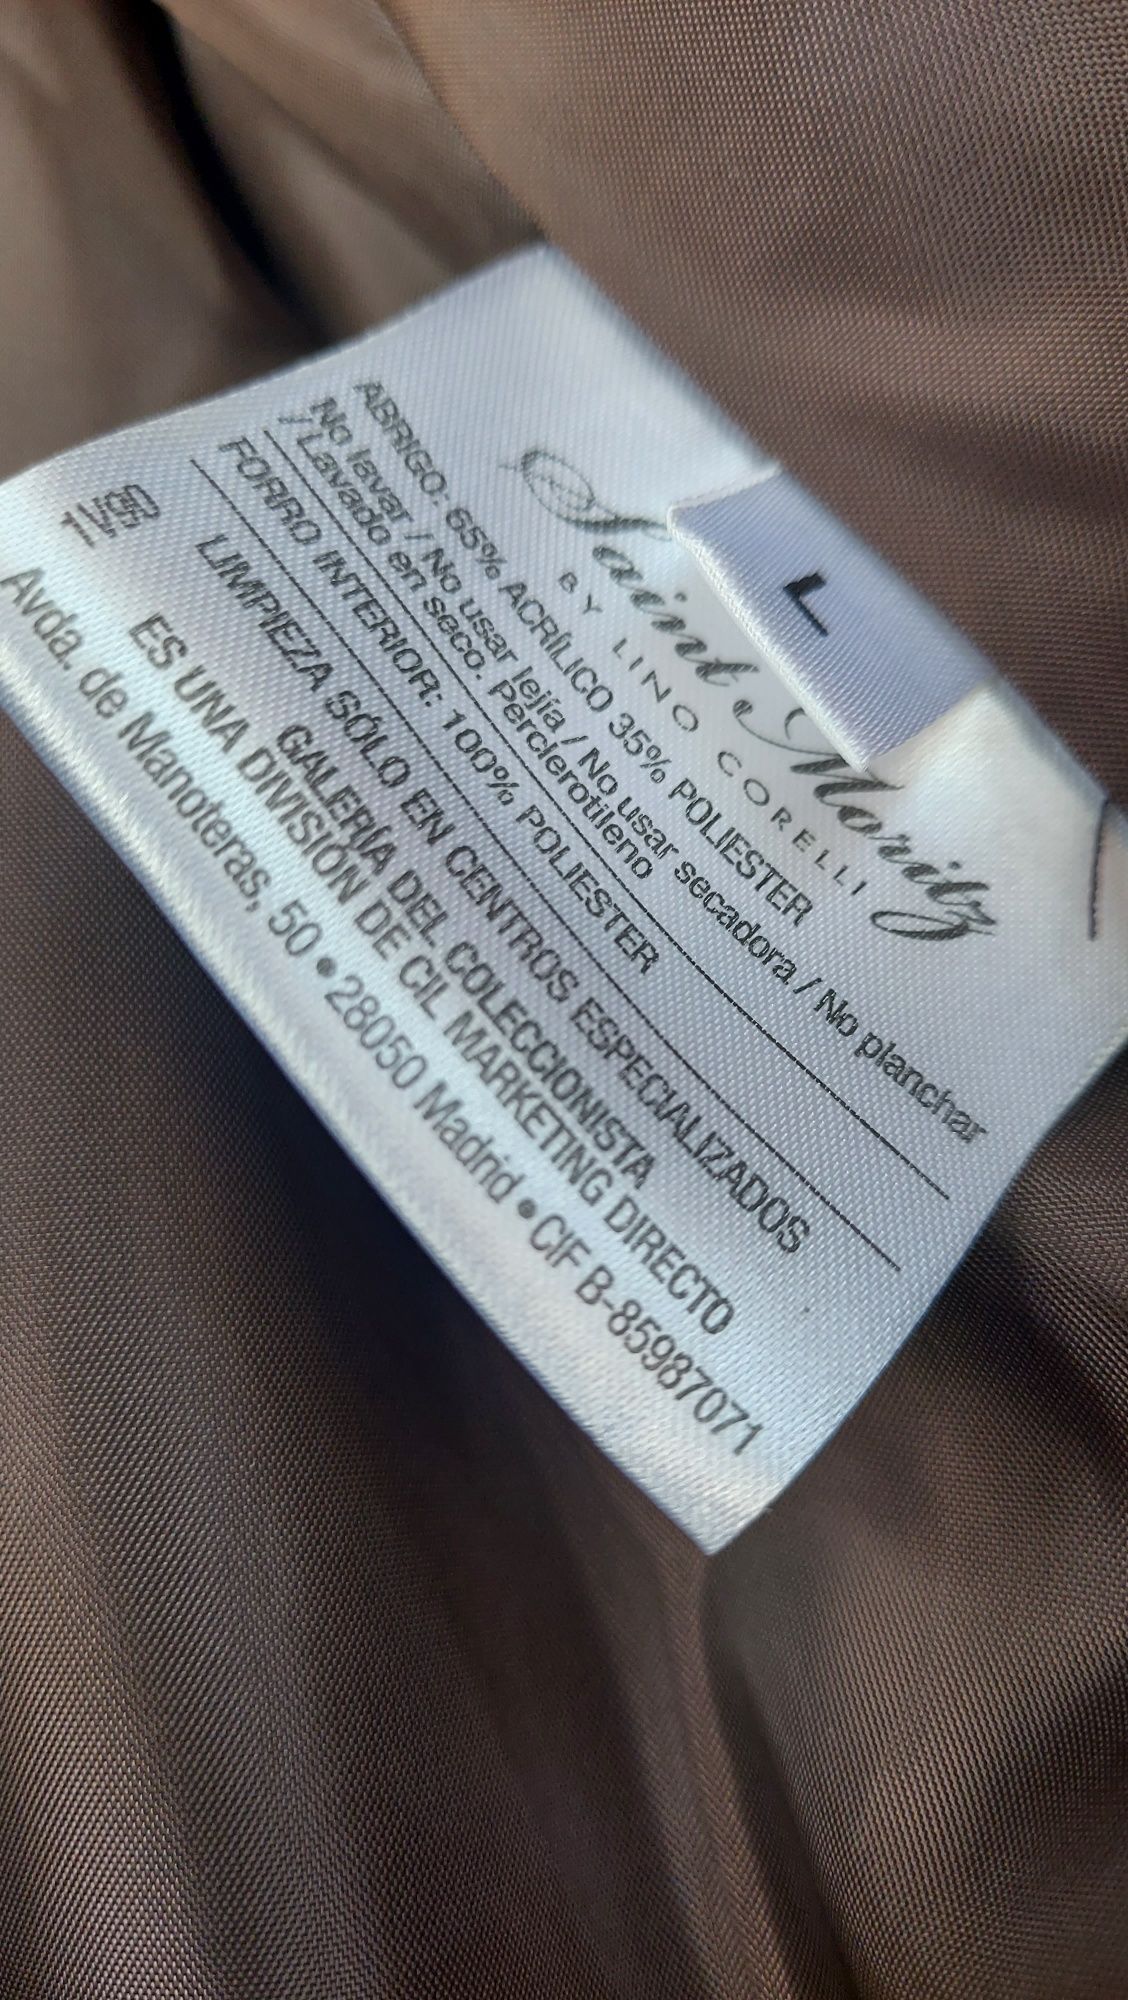 L
Saint Moritz
BY LINO CORELLI
ABRIGO: 65% ACRÍLICO 35% POLIESTER
No lavar / No usar lejía / No usar secadora / No planchar
/ Lavado en seco. Perclerotileno
FORRO INTERIOR: 100% POLIESTER
LIMPIEZA SÓLO EN CENTROS ESPECIALIZADOS
GALERÍA DEL COLECCIONISTA
ES UNA DIVISIÓN DE CIL MARKETING DIRECTO
Avda. de Manoteras, 50 • 28050 Madrid • CIF B-85987071